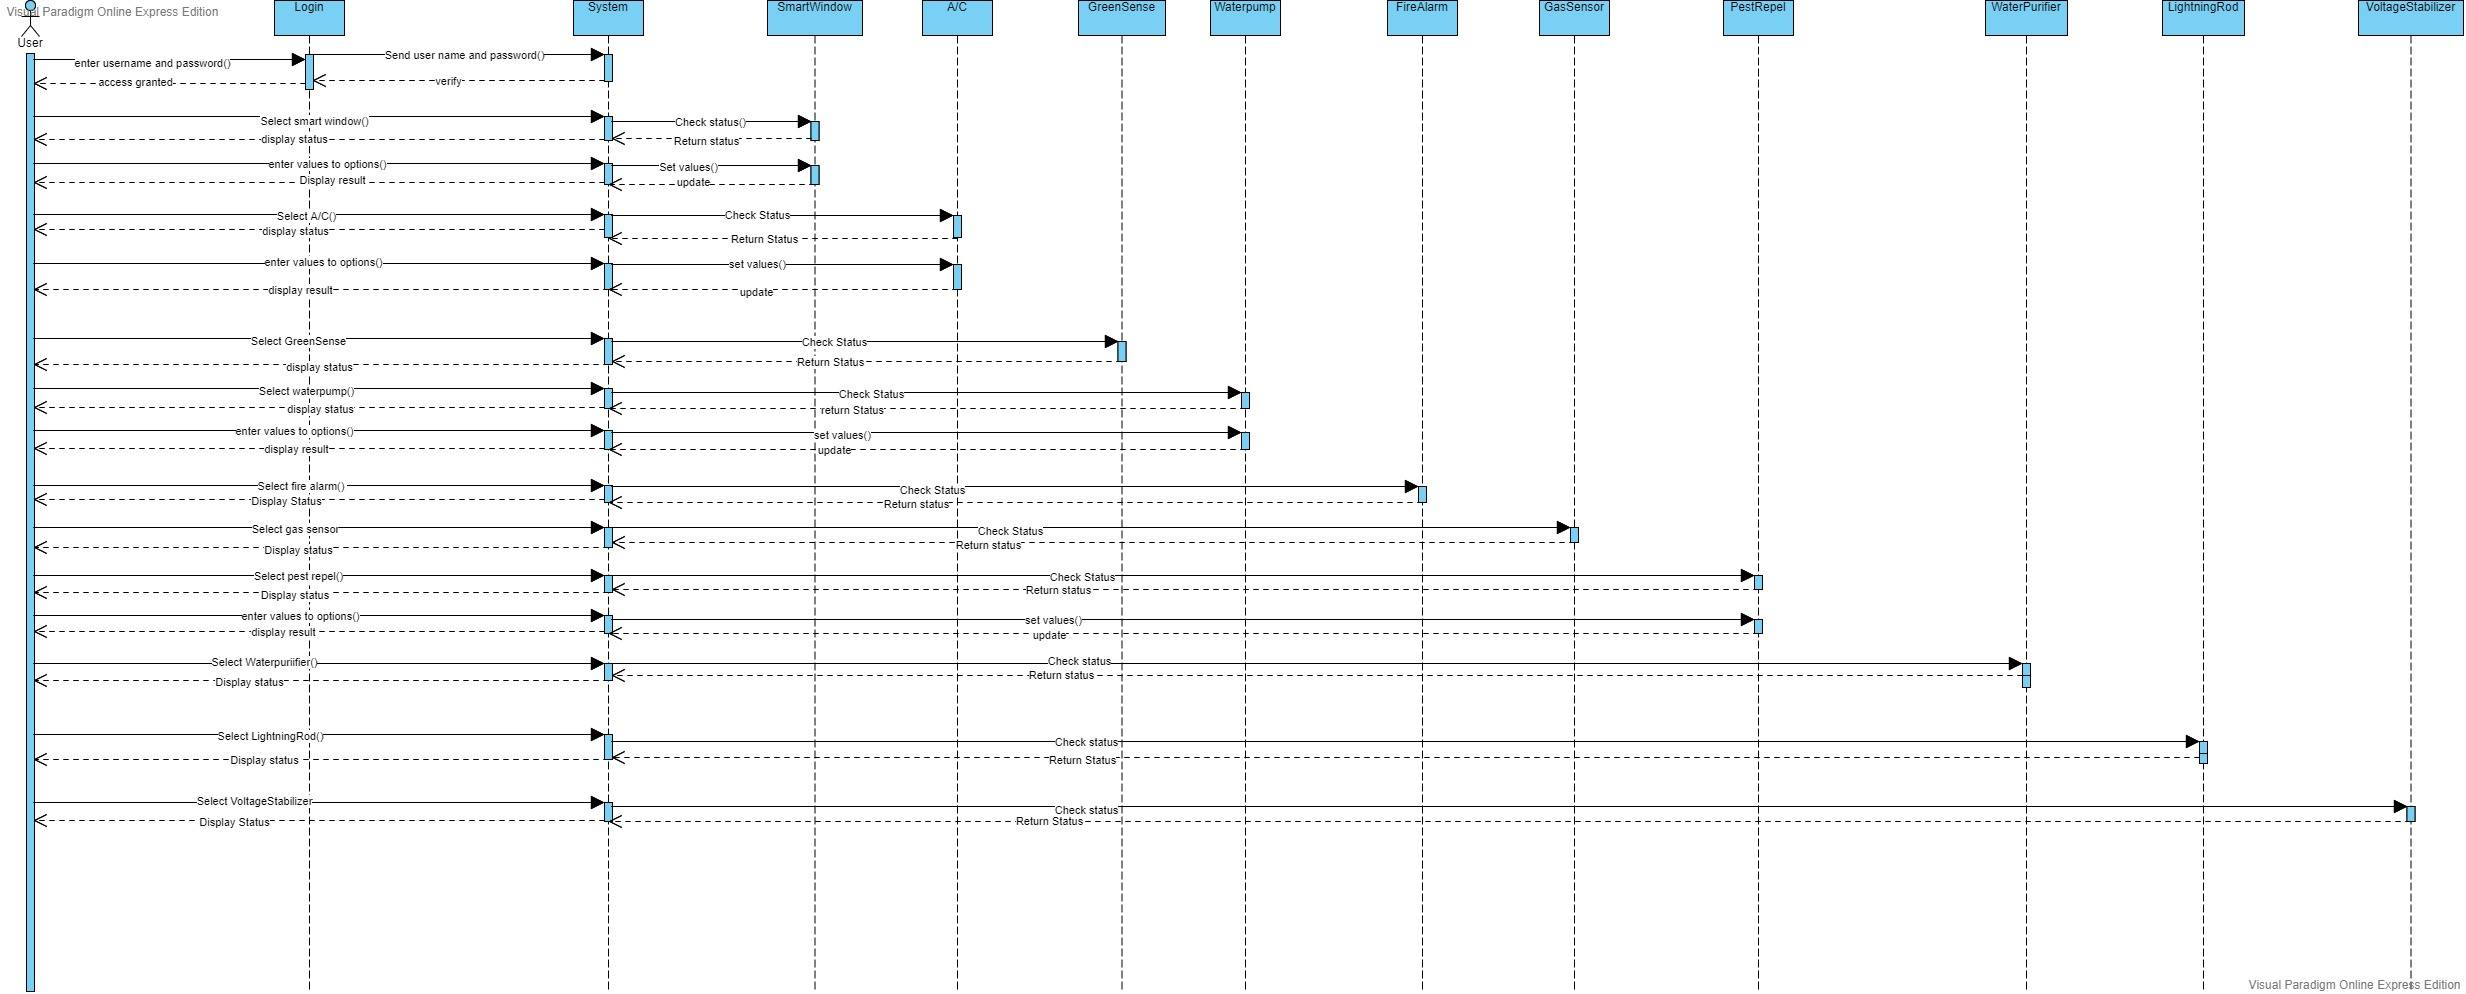 Visual Paradigm Online Express Edition
Login
System
SmartWindow
A/C
GreenSense
Waterpump
FireAlarm
GasSensor
PestRepel
WaterPurifier
LightningRod
VoltageStabilizer
User
enter username and password()
Send user name and password()
access granted
verify
Select smart window()
Check status()
display status
Return status
enter values to options()
Set values()
Display result
update
Select A/C()
Check Status
display status
Return Status
enter values to options()
set values()
display result
update
Select GreenSense
Check Status
display status
Return Status
Select waterpump()
Check Status
display status
return Status
enter values to options()
set values()
display result
update
Select fire alarm()
Check Status
Display Status
Return status
Select gas sensor
Check Status
Display status
Return status
Select pest repel()
Check Status
Display status
Return status
enter values to options()
set values()
display result
update
Select Waterpuriifier()
Check status
Display status
Return status
Select LightningRod()
Check status
Display status
Return Status
Select VoltageStabilizer
Check status
Display Status
Return Status
Visual Paradigm Online Express Edition